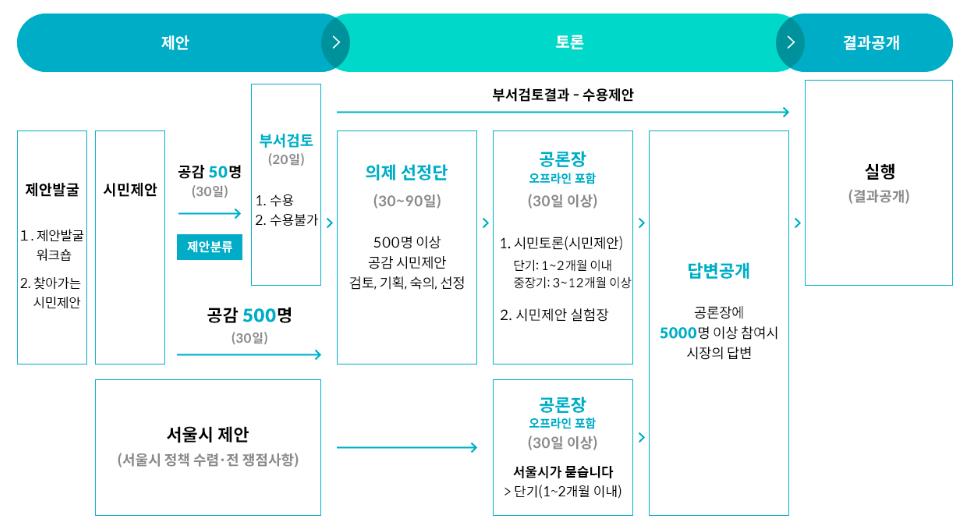 제안
토론
결과공개
제안발굴
1. 제안발굴
워크숍
2. 찾아가는
시민제안
시민제안
공감 50명
(30일)
제안분류
부서검토
(20일)
1. 수용
2. 수용불가
공감 500명
(30일)
부서검토결과 - 수용제안
의제 선정단
(30~90일)
500명 이상
공감 시민제안
검토, 기획, 숙의, 선정
공론장
오프라인 포함
(30일 이상)
1. 시민토론(시민제안)
단기: 1~2개월 이내
중장기: 3~12개월 이상
2. 시민제안 실험장
답변공개
공론장에
5000명 이상 참여시
시장의 답변
실행
(결과공개)
서울시 제안
(서울시 정책 수렴·전 쟁점사항)
공론장
오프라인 포함
(30일 이상)
서울시가 묻습니다
> 단기(1~2개월 이내)